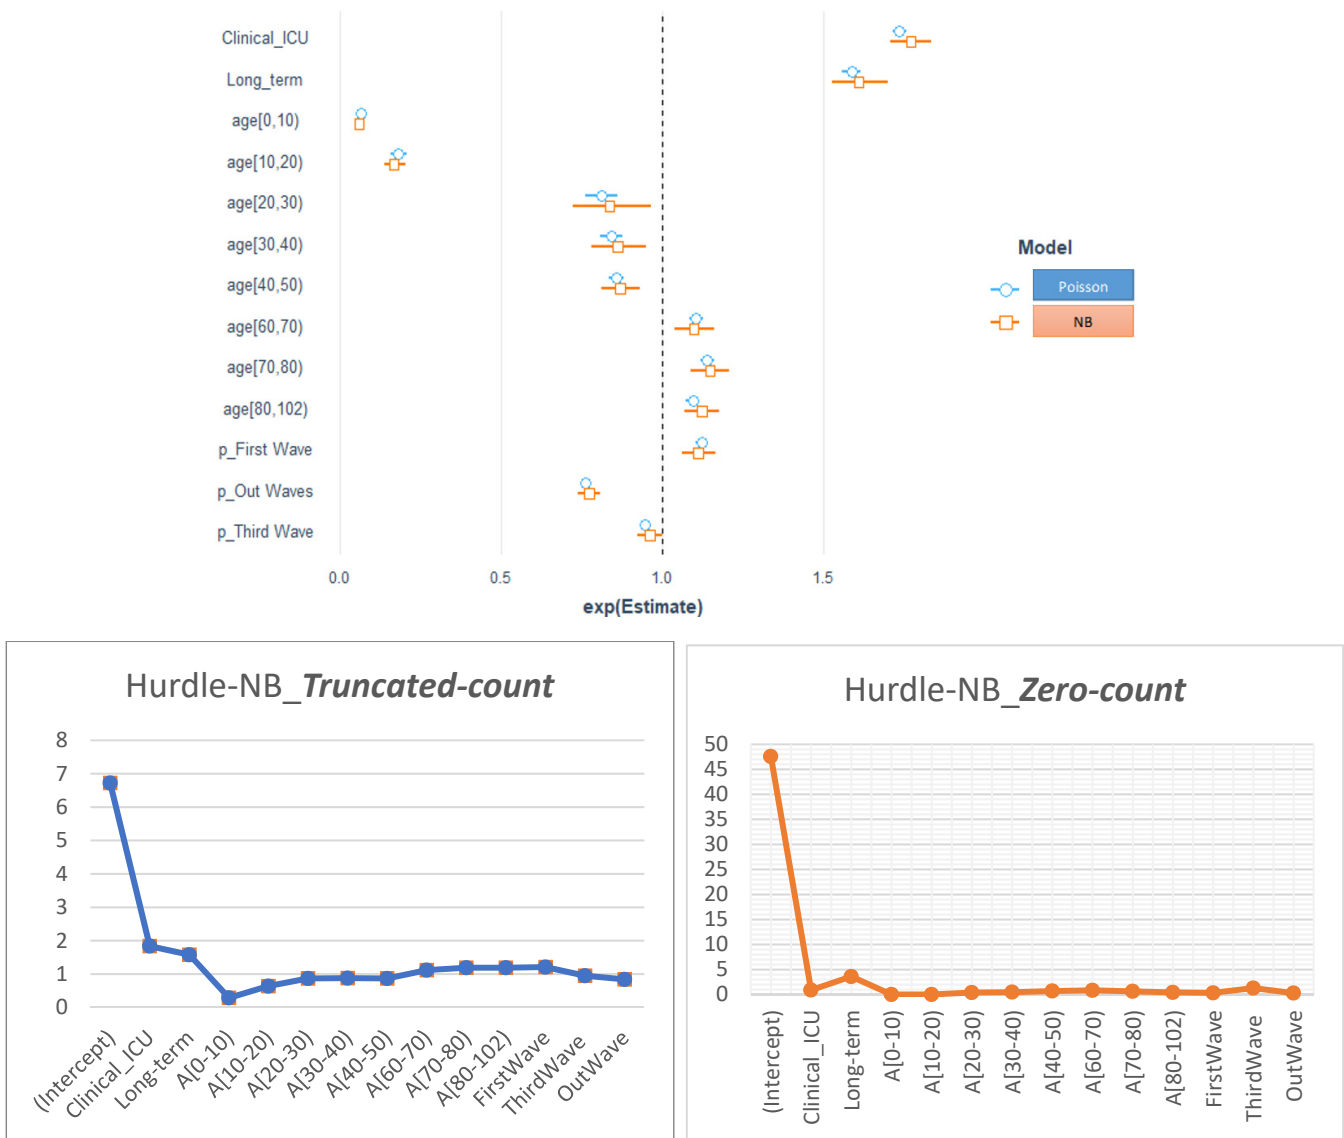 Clinical_ICU
Long_term
age[0,10)
age[10,20)
age[20,30)
age[30,40)
age[40,50)
age[60,70)
age[70,80)
age[80,102)
p_First Wave
p_Out Waves
p_Third Wave
0.0 0.5 1.0 1.5
exp(Estimate)
Model
Poisson
NB
Hurdle-NB_Truncated-count
8
7
6
5
4
3
2
1
0
(Intercept)
Clinical_ICU
Long-term
A[0-10)
A[10-20)
A[20-30)
A[30-40)
A[40-50)
A[60-70)
A[70-80)
A[80-102)
FirstWave
ThirdWave
OutWave
Hurdle-NB_Zero-count
50
45
40
35
30
25
20
15
10
5
0
(Intercept)
Clinical_ICU
Long-term
A[0-10)
A[10-20)
A[20-30)
A[30-40)
A[40-50)
A[60-70)
A[70-80)
A[80-102)
FirstWave
ThirdWave
OutWave